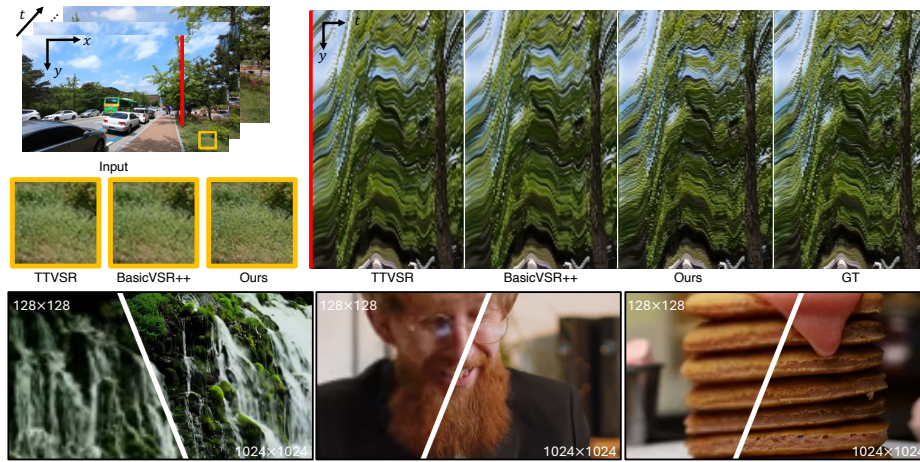 t
x
y
Input
TTVSR BasicVSR++ Ours
t
y
TTVSR BasicVSR++ Ours GT
128×128
1024×1024
128×128
1024×1024
128×128
1024×1024